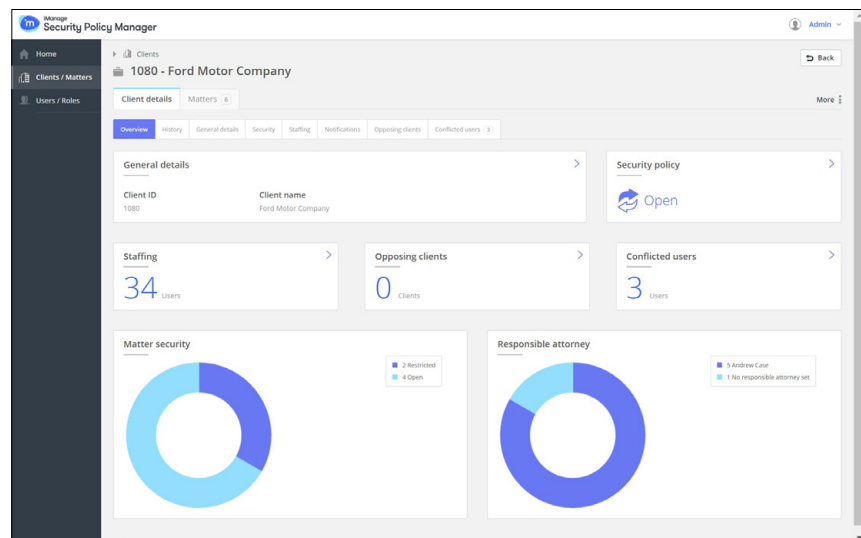 iManage
Security Policy Manager
Admin
Home
Clients / Matters
Users / Roles
Clients
1080 - Ford Motor Company
Back
Client details
Matters 6
More
Overview History General details Security Staffing Notifications Opposing clients Conflicted users 3
General details
Client ID
1080
Client name
Ford Motor Company
Security policy
Open
Staffing
34 Users
Opposing clients
0 Clients
Conflicted users
3 Users
Matter security
2 Restricted
4 Open
Responsible attorney
5 Andrew Case
1 No responsible attorney set